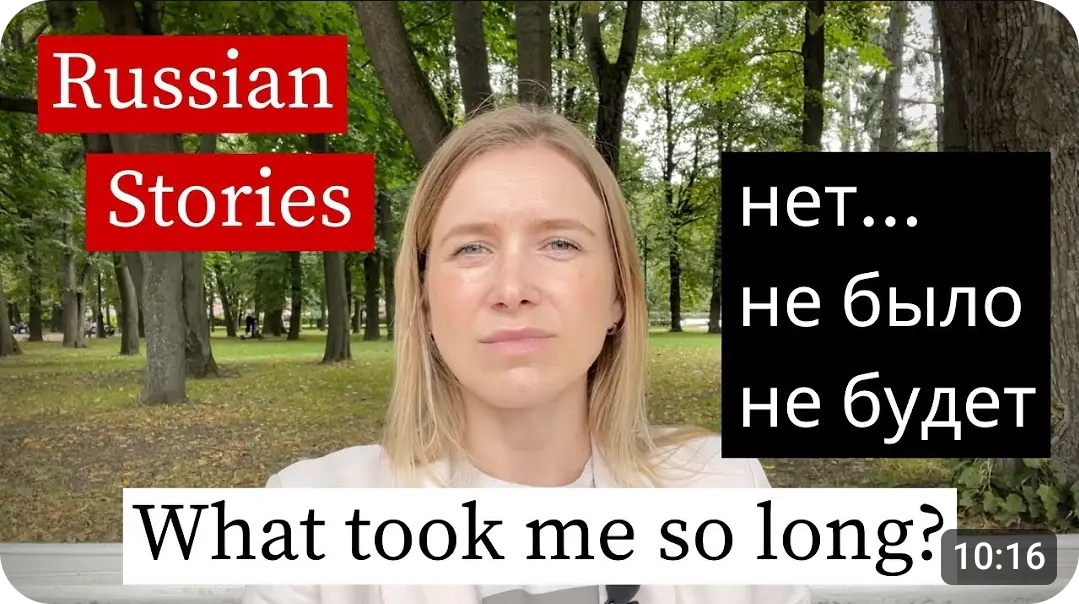 Russian
Stories
нет...
не было
не будет
What took me so long?
10:16